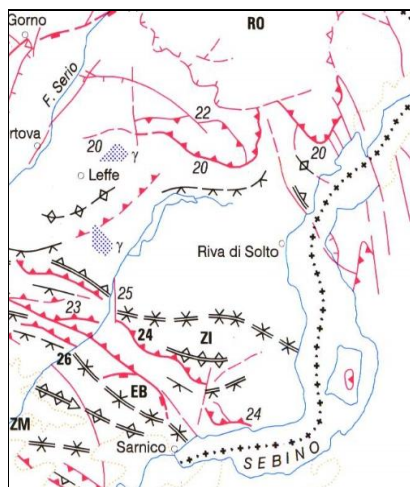 Gorno
RO
F. Serio
22
rtova
20
γ
20
20
Leffe
γ
Riva di Solto
25
23
24
ZI
26
EB
24
ZM
Sarnico
SEBINO